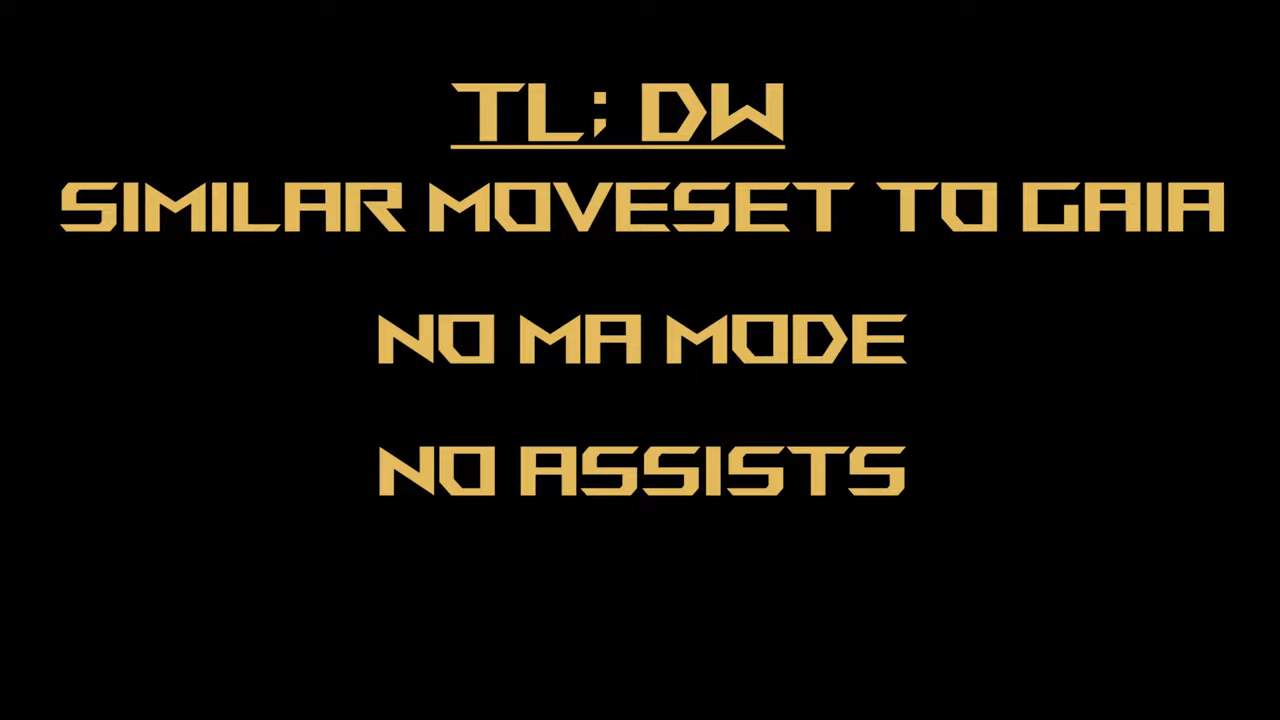 TL; DW
SIMILAR MOVESET TO GAIA
NO MA MODE
NO ASSISTS